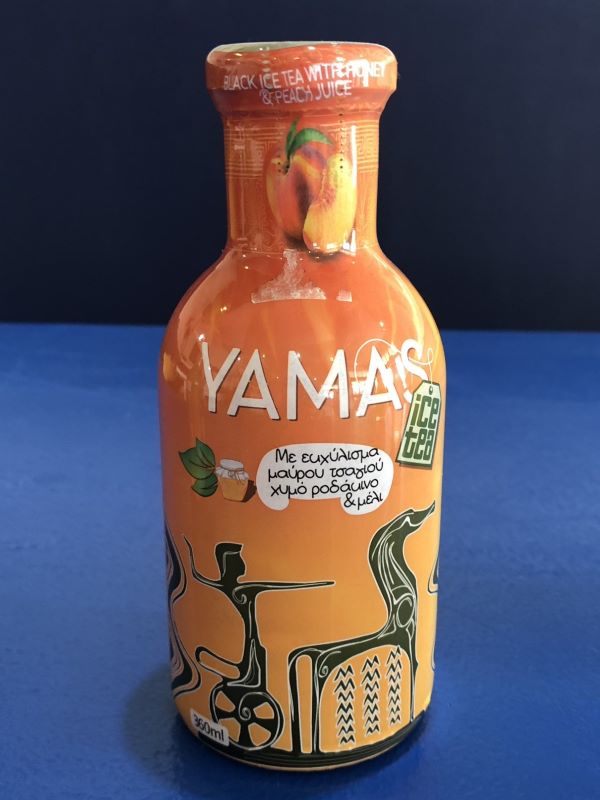 BLACK ICE TEA WITH HONEY
& PEACH JUICE
YAMAS
ice
tea
Με εκχύλισμα
μαύρου τσαγιού
χυμό ροδάκινο
& μέλι
360ml